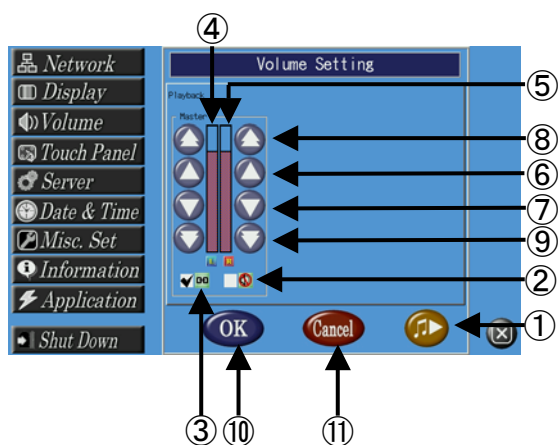 ④
Network
Volume Setting
Display
Playback
⑤
Volume
Master
⑧
Touch Panel
⑥
Server
⑦
Date & Time
Misc. Set
⑨
Information
L R
②
Application
OK
Cancel
①
Shut Down
③ ⑩ ⑪